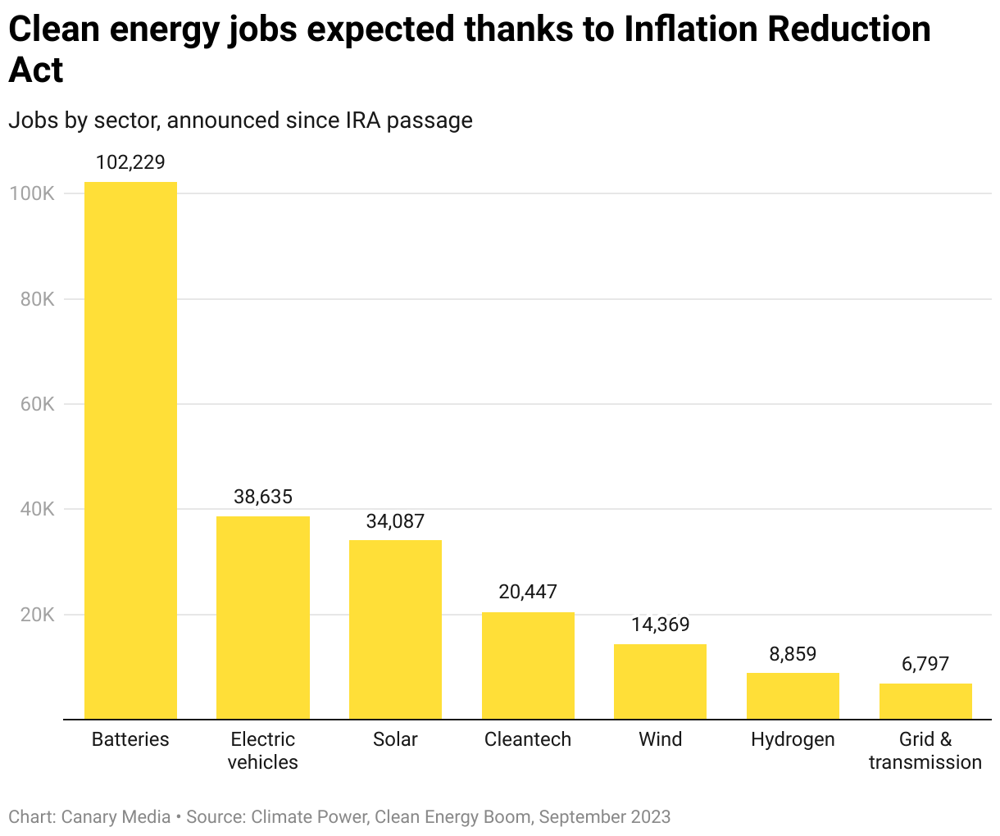 Clean energy jobs expected thanks to Inflation Reduction
Act
Jobs by sector, announced since IRA passage
102,229
100K
80K
60K
38,635
40K
34,087
20,447
20K
14,369
8,859
6,797
Batteries
Electric
vehicles
Solar
Cleantech
Wind
Hydrogen
Grid &
transmission
Chart: Canary Media • Source: Climate Power, Clean Energy Boom, September 2023